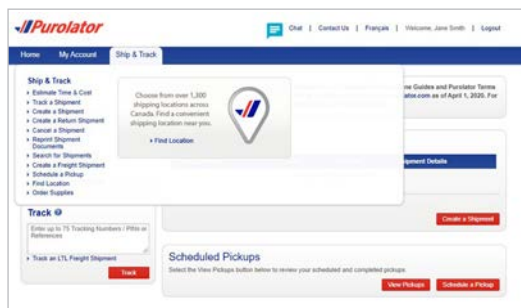 Purolator
Chat | Contact Us | Français | Welcome, Jane Smith | Logout
Home My Account Ship & Track
Ship & Track
Estimate Time & Cost
Track a Shipment
Create a Shipment
Create a Return Shipment
Cancel a Shipment
Reprint Shipment
Documents
Search for Shipments
Create a Freight Shipment
Schedule a Pickup
Find Location
Order Supplies
Choose from over 1,300
shipping locations across
Canada. Find a convenient
shipping location near you.
Find Location
ne Guides and Purolator Terms
ator.com as of April 1, 2020. For
hipment Details
Create a Shipment
Track
Enter up to 75 Tracking Numbers / PINs or
References
Track an LTL Freight Shipment
Track
Scheduled Pickups
Select the View Pickups button below to review your scheduled and completed pickups.
View Pickups Schedule a Pickup